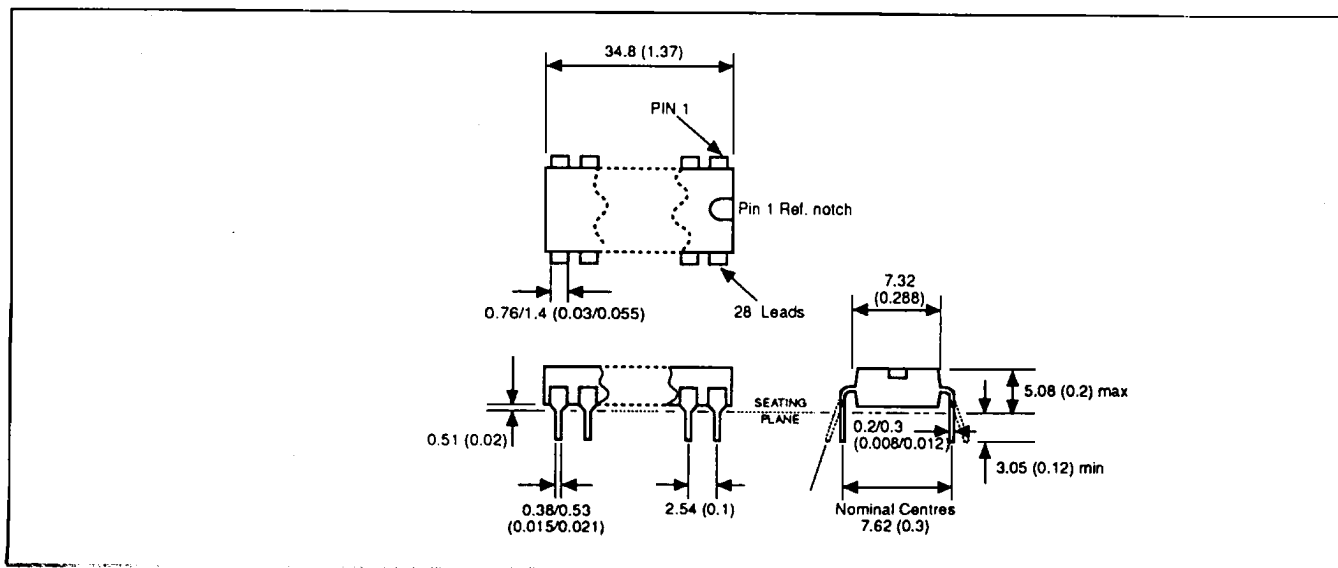 34.8 (1.37)
PIN 1
Pin 1 Ref. notch
0.76/1.4 (0.03/0.055)
28 Leads
7.32
(0.288)
SEATING
PLANE
5.08 (0.2) max
0.51 (0.02)
0.2/0.3
(0.008/0.012)
3.05 (0.12) min
0.38/0.53
(0.015/0.021)
2.54 (0.1)
Nominal Centres
7.62 (0.3)